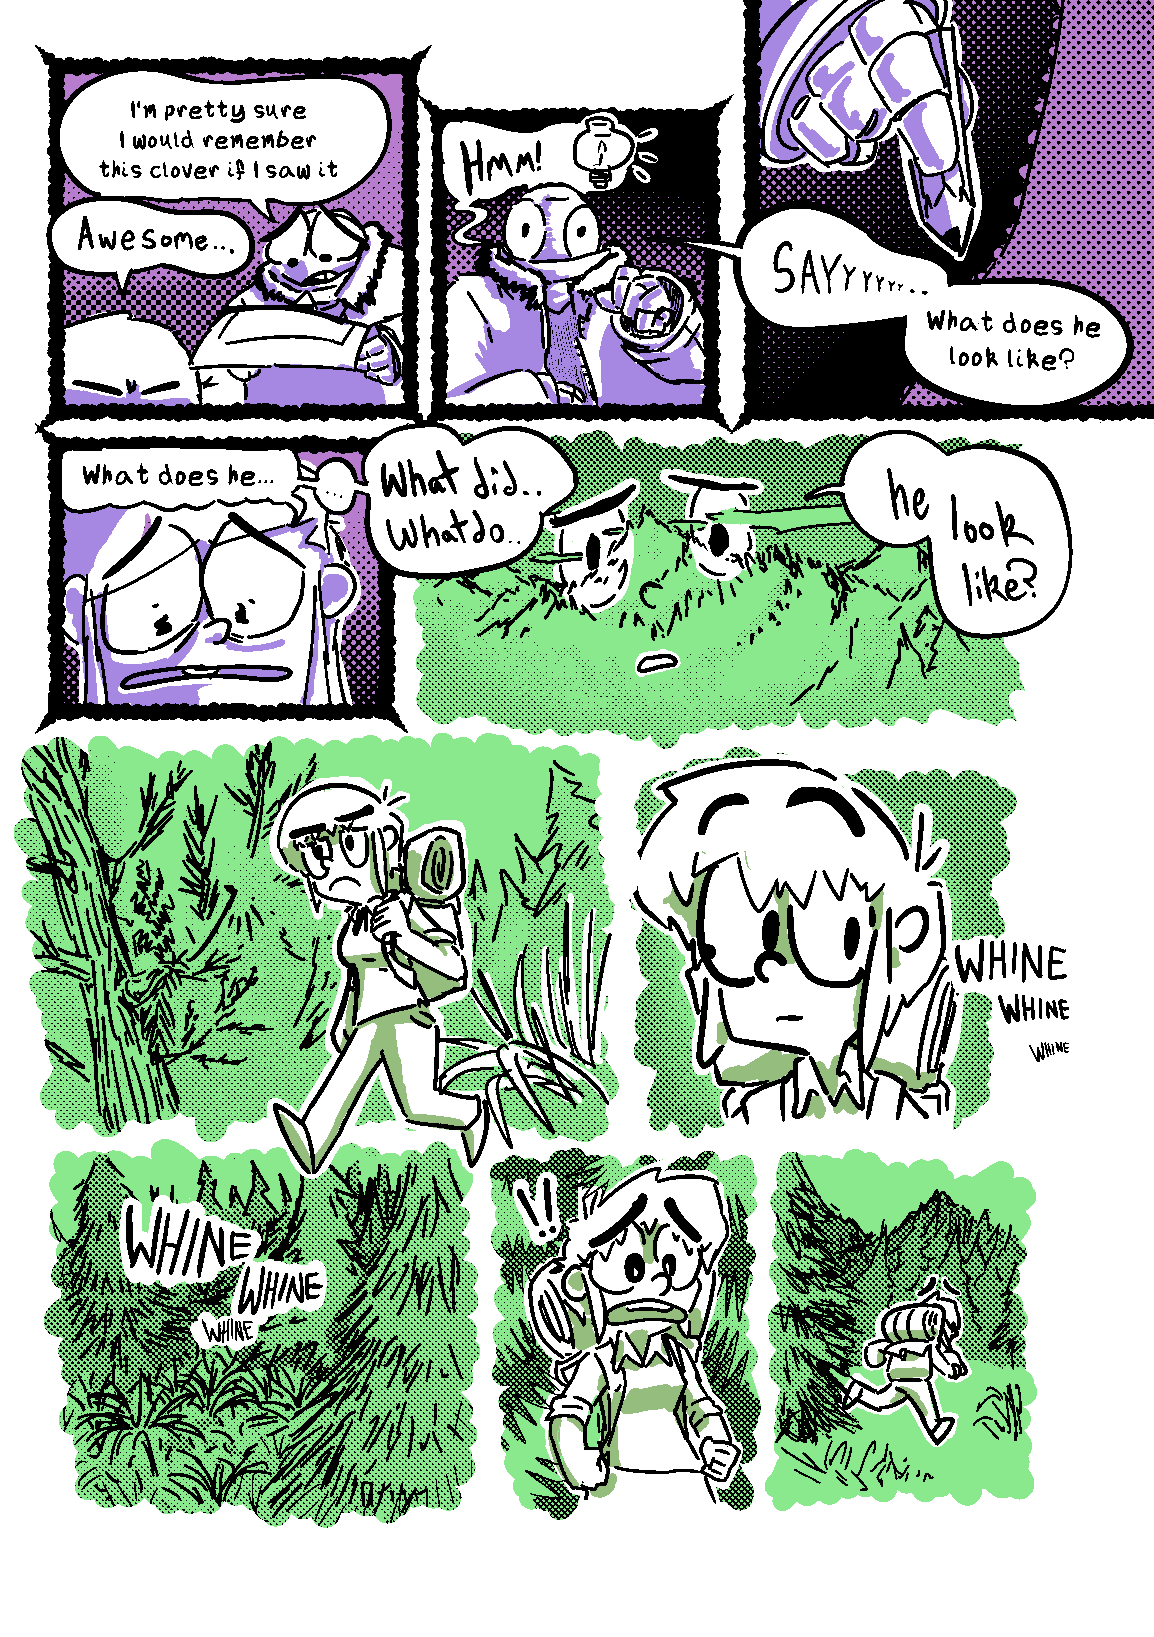 I'm pretty sure
I would remember
this clover if I saw it
Awesome...
Hmm!
SAYYYYYY..
What does he
look like?
What does he...
...
What did..
What do..
he
look
like?
WHINE
WHINE
WHINE
WHINE
WHINE
WHINE
!!